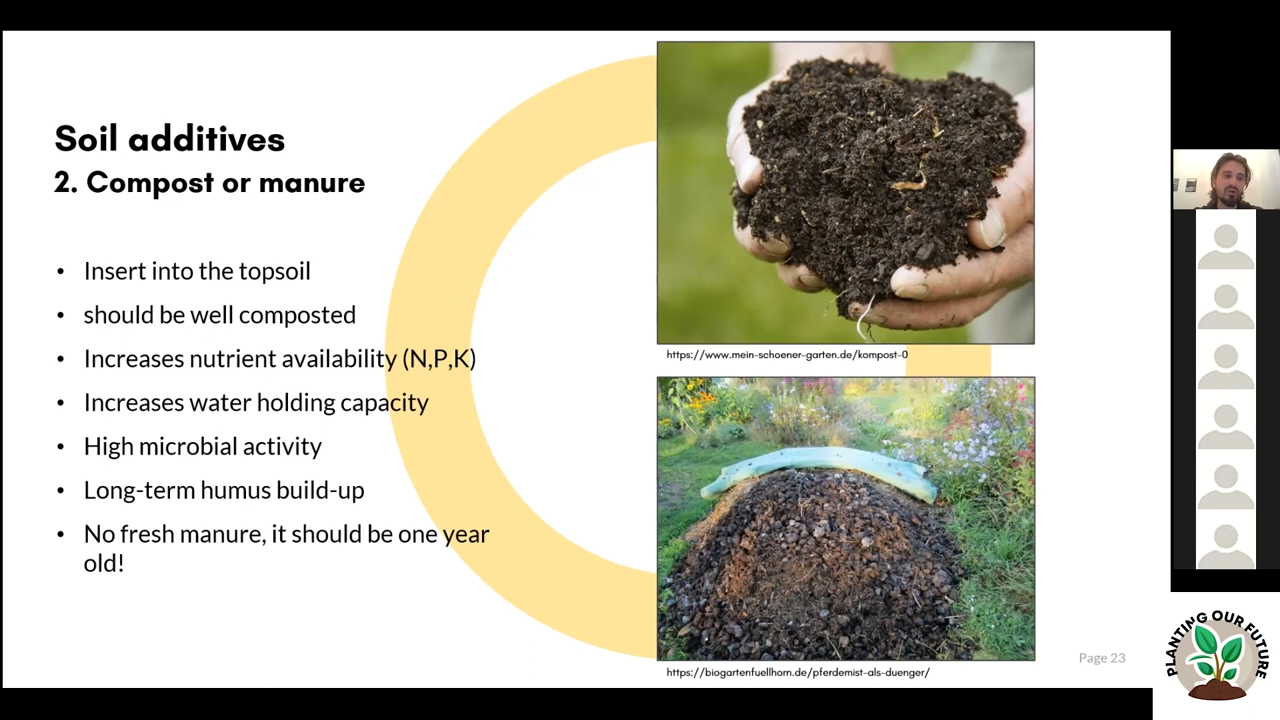 Soil additives
2. Compost or manure
• Insert into the topsoil
• should be well composted
• Increases nutrient availability (N,P,K)
• Increases water holding capacity
• High microbial activity
• Long-term humus build-up
• No fresh manure, it should be one year
old!
https://www.mein-schoener-garten.de/kompost-0
https://biogartenfuellhorn.de/pferdemist-als-duenger/
Page 23
PLANTING OUR FUTURE